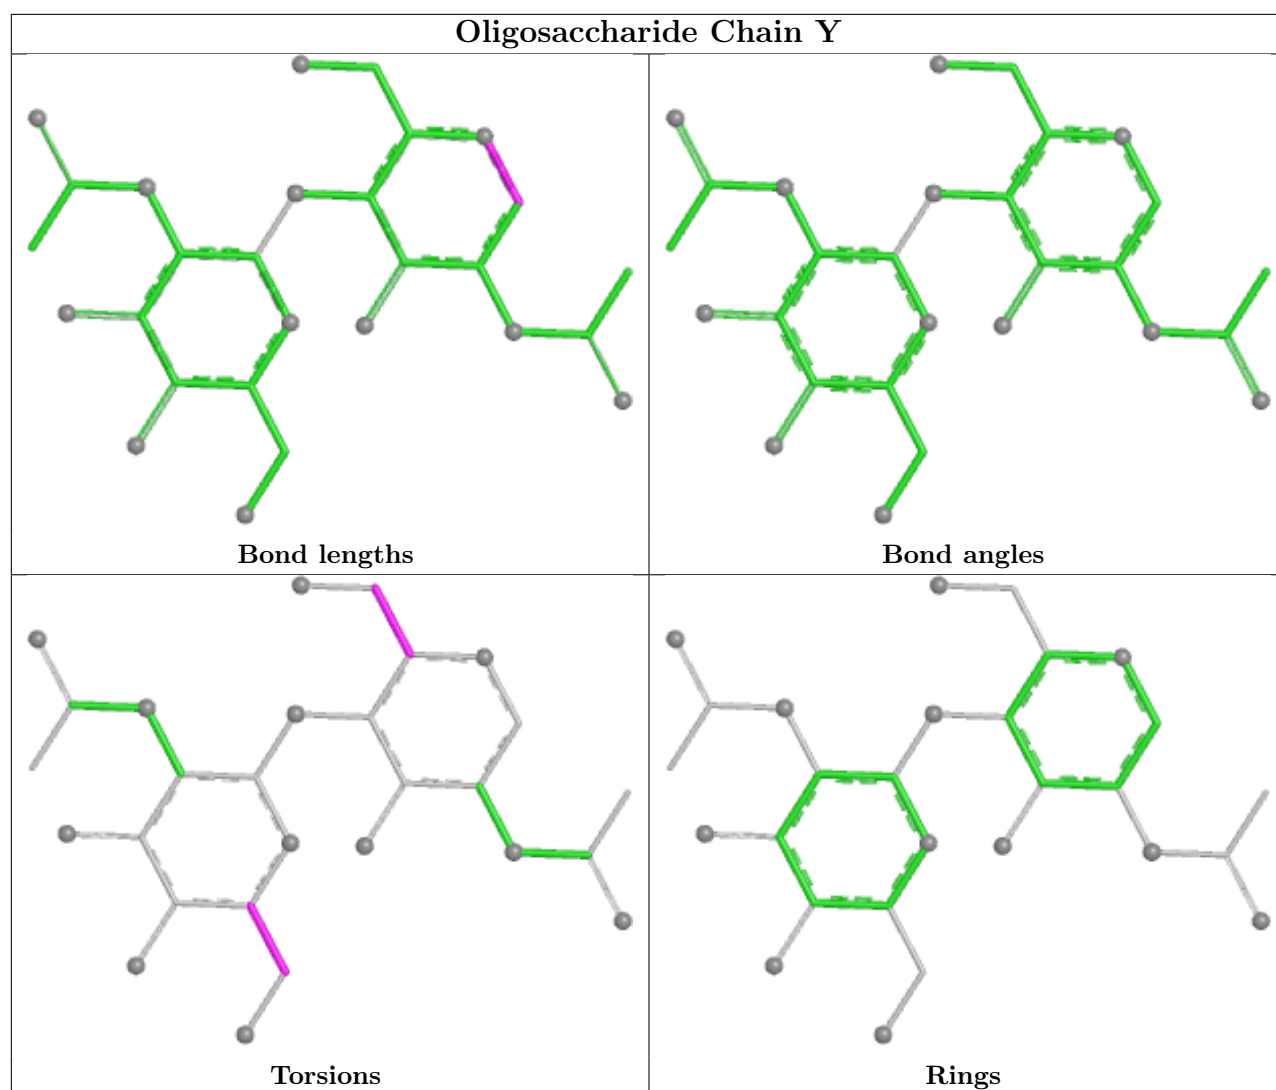 Oligosaccharide Chain Y
Bond lengths
Bond angles
Torsions
Rings